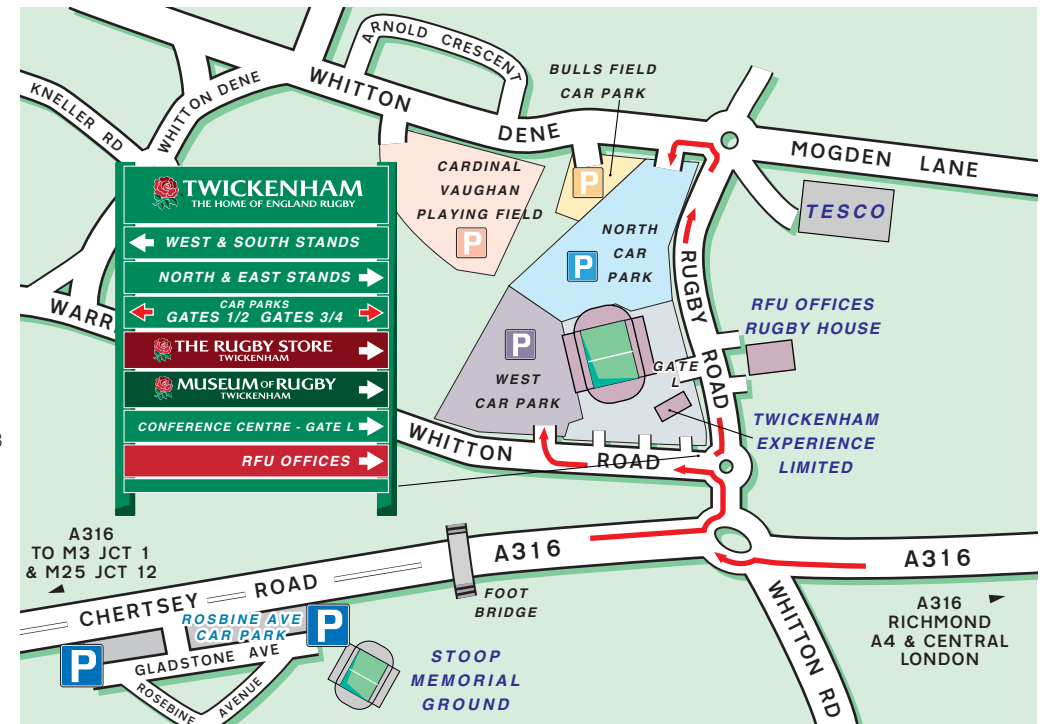 ARNOLD CRESCENT
WHITTON
DENE
BULLS FIELD
CAR PARK
KNELLER RD
WHITTON DENE
MOGDEN LANE
CARDINAL
VAUGHAN
PLAYING FIELD
P
P
TESCO
TWICKENHAM
THE HOME OF ENGLAND RUGBY
WEST & SOUTH STANDS
NORTH & EAST STANDS
CAR PARKS
GATES 1/2 GATES 3/4
THE RUGBY STORE
TWICKENHAM
MUSEUM OF RUGBY
TWICKENHAM
CONFERENCE CENTRE - GATE L
RFU OFFICES
NORTH
CAR
PARK
P
RUGBY
ROAD
RFU OFFICES
RUGBY HOUSE
WARR
P
WEST
CAR PARK
GATE
L
TWICKENHAM
EXPERIENCE
LIMITED
WHITTON
ROAD
A316
TO M3 JCT 1
& M25 JCT 12
A316
A316
CHERTSEY
ROAD
FOOT
BRIDGE
WHITTON RD
A316
RICHMOND
A4 & CENTRAL
LONDON
ROSBINE AVE
CAR PARK
P
P
GLADSTONE AVE
ROSEBINE
AVENUE
STOOP
MEMORIAL
GROUND